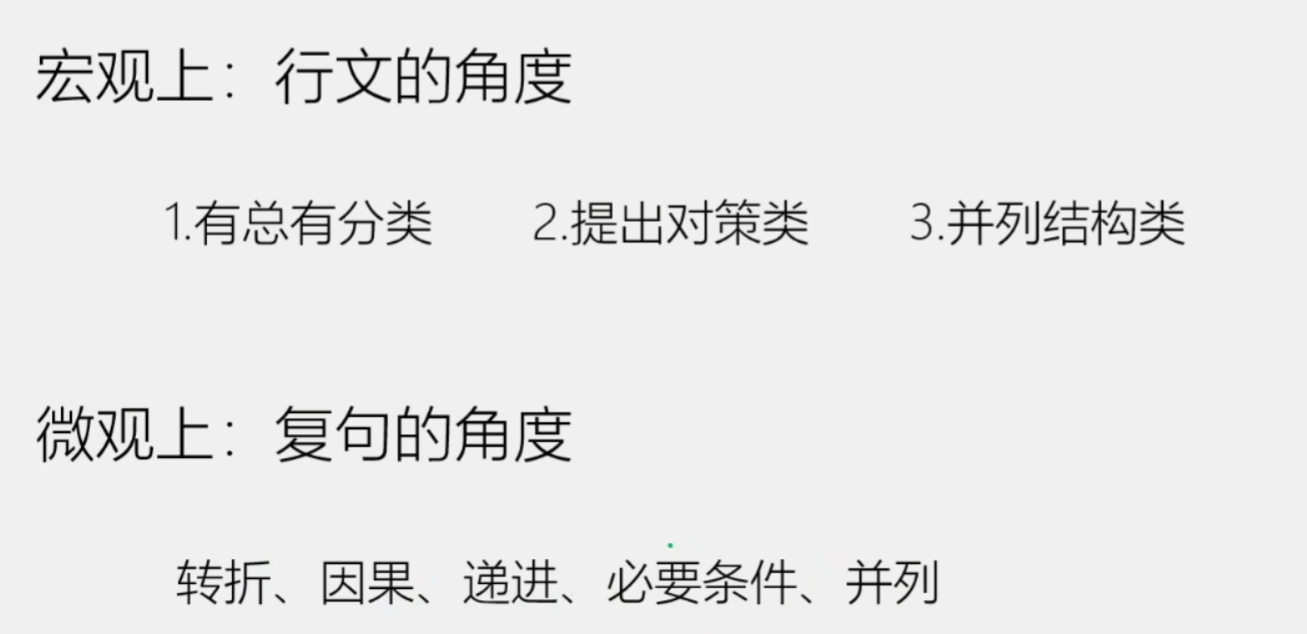 宏观上：行文的角度
1.有总有分类 2.提出对策类 3.并列结构类
微观上：复句的角度
转折、因果、递进、必要条件、并列